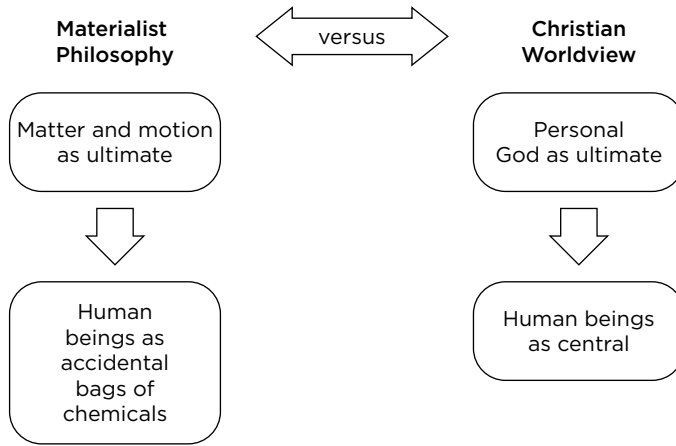 Materialist
Philosophy
versus
Christian
Worldview
Matter and motion
as ultimate
Personal
God as ultimate
Human
beings as
accidental
bags of
chemicals
Human beings
as central